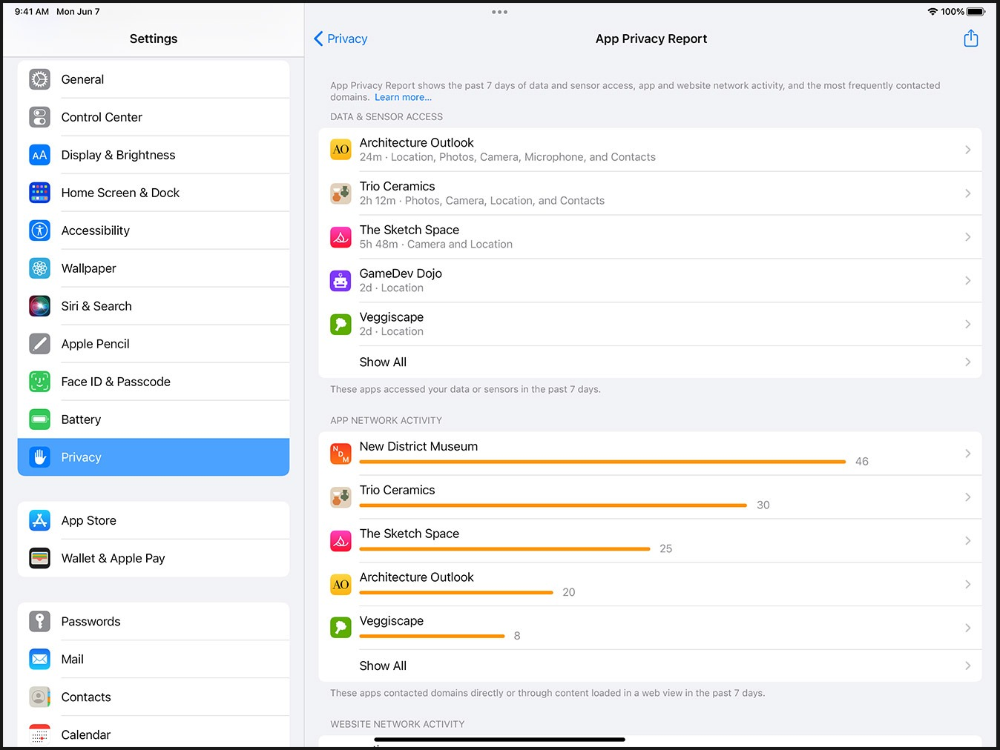 9:41 AM Mon Jun 7
100%
Settings
General
Control Center
AA
Display & Brightness
Home Screen & Dock
Accessibility
Wallpaper
Siri & Search
Apple Pencil
Face ID & Passcode
Battery
Privacy
App Store
Wallet & Apple Pay
Passwords
Mail
Contacts
Calendar
Privacy
App Privacy Report
App Privacy Report shows the past 7 days of data and sensor access, app and website network activity, and the most frequently contacted
domains. Learn more...
DATA & SENSOR ACCESS
AO
Architecture Outlook
24m · Location, Photos, Camera, Microphone, and Contacts
Trio Ceramics
2h 12m · Photos, Camera, Location, and Contacts
The Sketch Space
5h 48m · Camera and Location
G
GameDev Dojo
2d · Location
Veggiscape
2d · Location
Show All
These apps accessed your data or sensors in the past 7 days.
APP NETWORK ACTIVITY
NDM
New District Museum
46
Trio Ceramics
30
The Sketch Space
25
AO
Architecture Outlook
20
Veggiscape
8
Show All
These apps contacted domains directly or through content loaded in a web view in the past 7 days.
WEBSITE NETWORK ACTIVITY